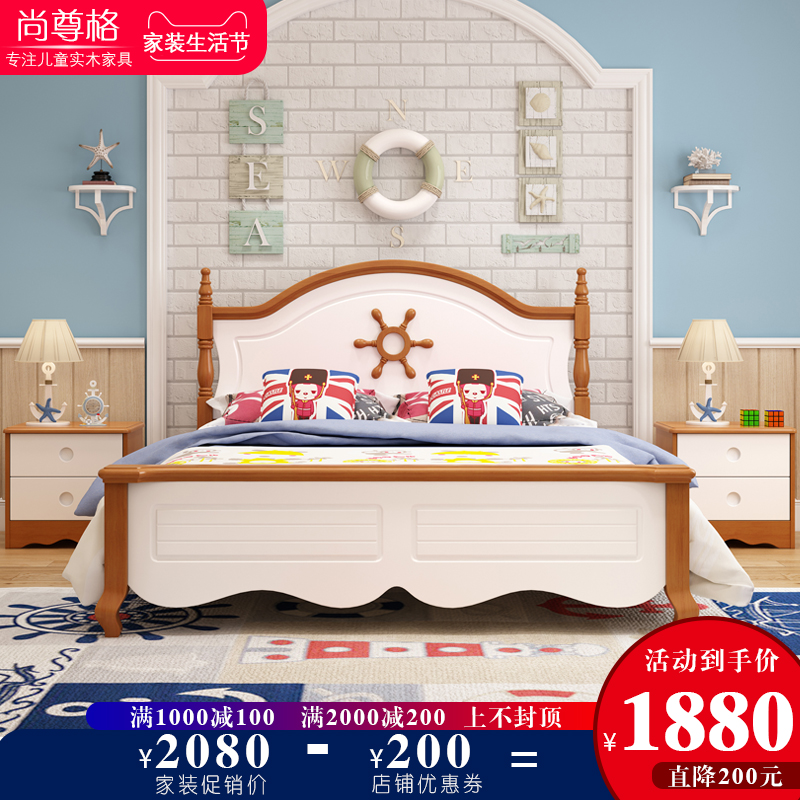 尚尊格
专注儿童实木家具
家装生活节
S
E
A
N
W E
S
满1000减100 满2000减200 上不封顶
¥2080 - ¥200 =
家装促销价 店铺优惠券
活动到手价
¥1880
直降200元